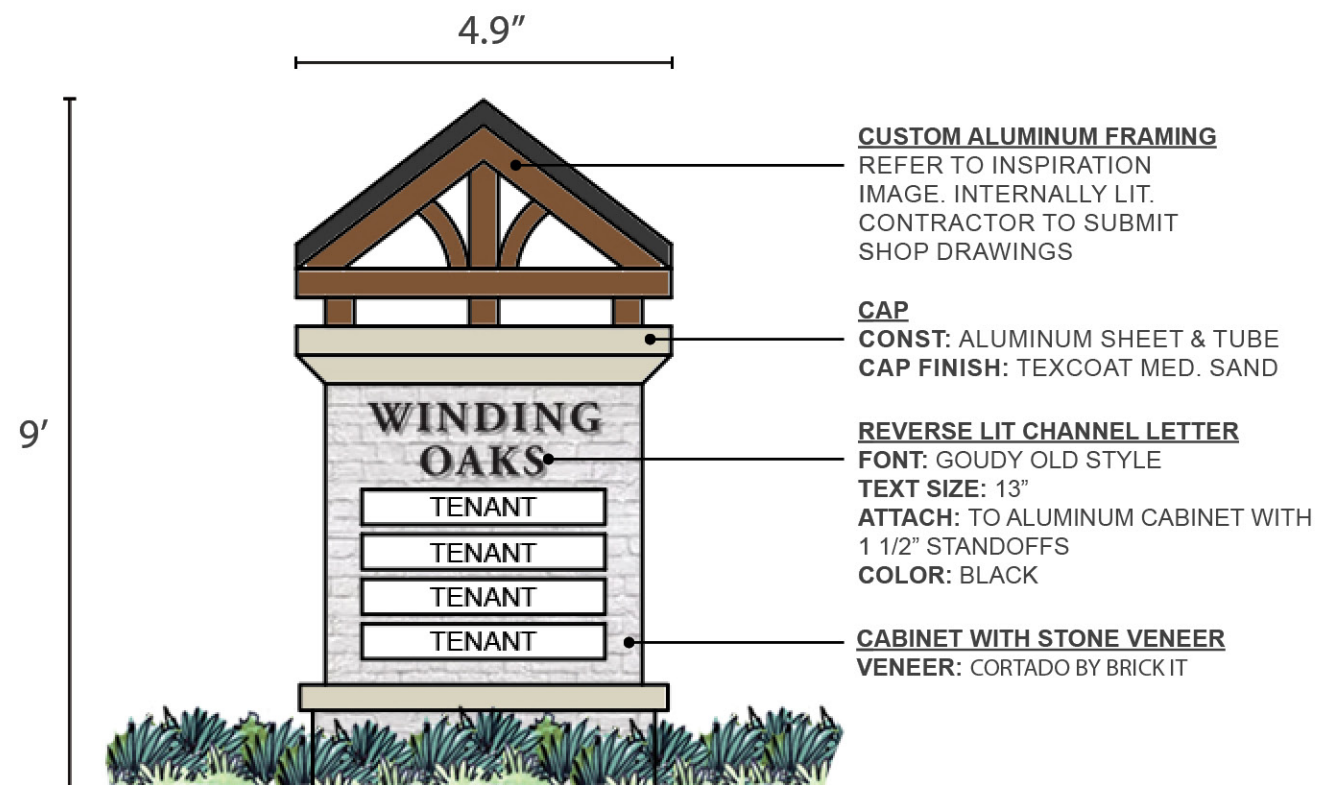 4.9”
9’
WINDING
OAKS
TENANT
TENANT
TENANT
TENANT
CUSTOM ALUMINUM FRAMING
REFER TO INSPIRATION
IMAGE. INTERNALLY LIT.
CONTRACTOR TO SUBMIT
SHOP DRAWINGS
CAP
CONST: ALUMINUM SHEET & TUBE
CAP FINISH: TEXCOAT MED. SAND
REVERSE LIT CHANNEL LETTER
FONT: GOUDY OLD STYLE
TEXT SIZE: 13”
ATTACH: TO ALUMINUM CABINET WITH
1 1/2” STANDOFFS
COLOR: BLACK
CABINET WITH STONE VENEER
VENEER: CORTADO BY BRICK IT